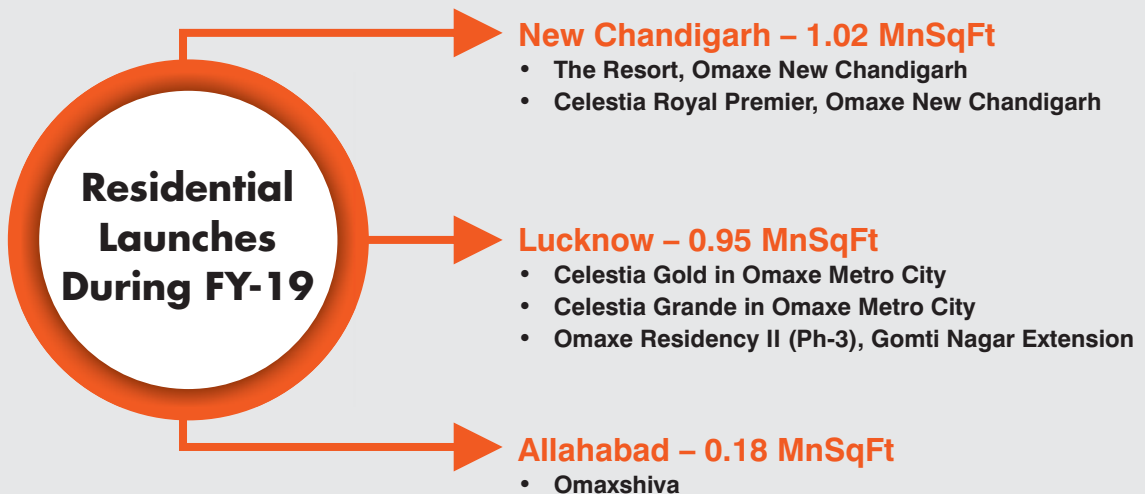 Residential
Launches
During FY-19
New Chandigarh – 1.02 MnSqFt
• The Resort, Omaxe New Chandigarh
• Celestia Royal Premier, Omaxe New Chandigarh
Lucknow – 0.95 MnSqFt
• Celestia Gold in Omaxe Metro City
• Celestia Grande in Omaxe Metro City
• Omaxe Residency II (Ph-3), Gomti Nagar Extension
Allahabad – 0.18 MnSqFt
• Omaxshiva